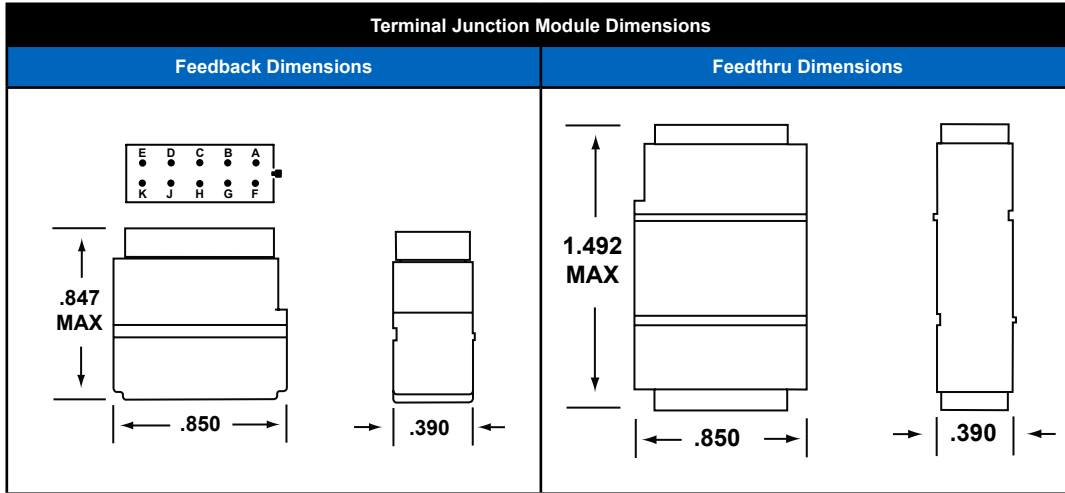 Terminal Junction Module Dimensions
Feedback Dimensions
Feedthru Dimensions
E D C B A
K J H G F
.847
MAX
.850
.390
1.492
MAX
.850
.390